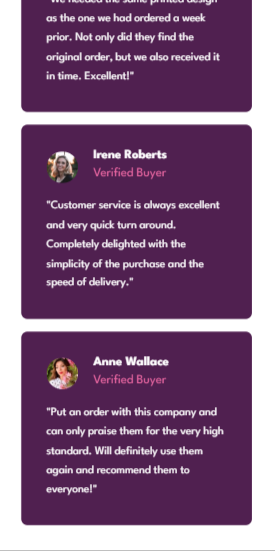 "We needed the same printed design
as the one we had ordered a week
prior. Not only did they find the
original order, but we also received it
in time. Excellent!"
Irene Roberts
Verified Buyer
"Customer service is always excellent
and very quick turn around.
Completely delighted with the
simplicity of the purchase and the
speed of delivery."
Anne Wallace
Verified Buyer
"Put an order with this company and
can only praise them for the very high
standard. Will definitely use them
again and recommend them to
everyone!"